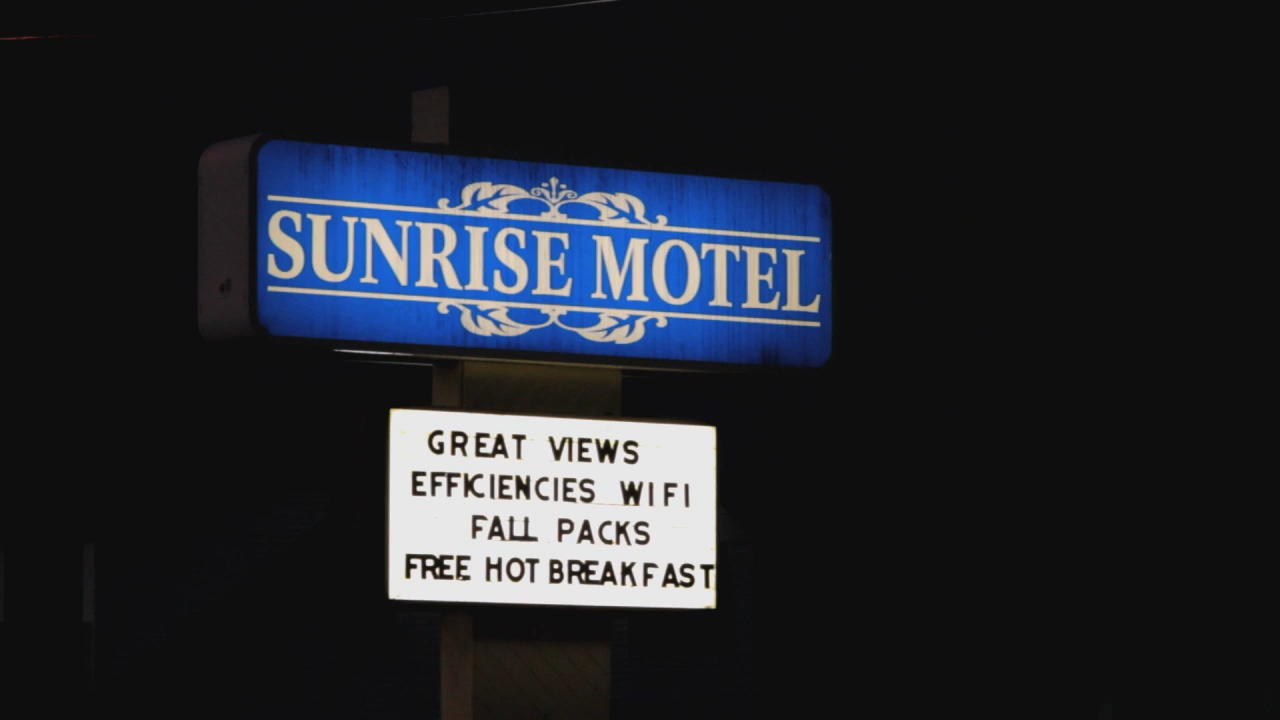 SUNRISE MOTEL
GREAT VIEWS
EFFICIENCIES WIFI
FALL PACKS
FREE HOT BREAKFAST